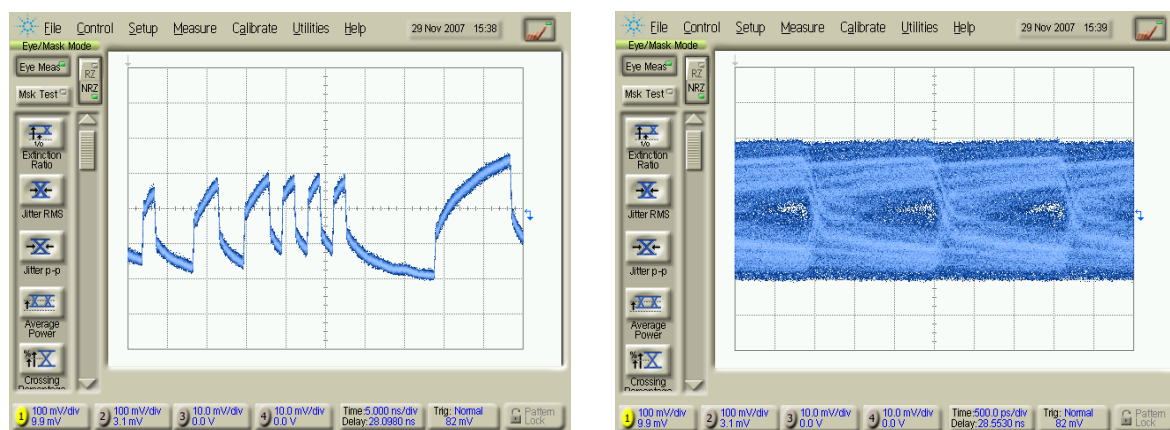 File Control Setup Measure Calibrate Utilities Help 29 Nov 2007 15:38
Eye/Mask Mode
Eye Meas
RZ
NRZ
Msk Test
1/0
Extinction
Ratio
Jitter RMS
Jitter p-p
Average
Power
%
Crossing
Percentage
1 100 mV/div
9.9 mV
2 100 mV/div
3.1 mV
3 10.0 mV/div
0.0 V
4 10.0 mV/div
0.0 V
Time:5.000 ns/div
Delay:28.0980 ns
Trig: Normal
82 mV
Pattern
Lock
File Control Setup Measure Calibrate Utilities Help 29 Nov 2007 15:39
Eye/Mask Mode
Eye Meas
RZ
NRZ
Msk Test
1/0
Extinction
Ratio
Jitter RMS
Jitter p-p
Average
Power
%
Crossing
Percentage
1 100 mV/div
9.9 mV
2 100 mV/div
3.1 mV
3 10.0 mV/div
0.0 V
4 10.0 mV/div
0.0 V
Time:500.0 ps/div
Delay:28.5530 ns
Trig: Normal
82 mV
Pattern
Lock